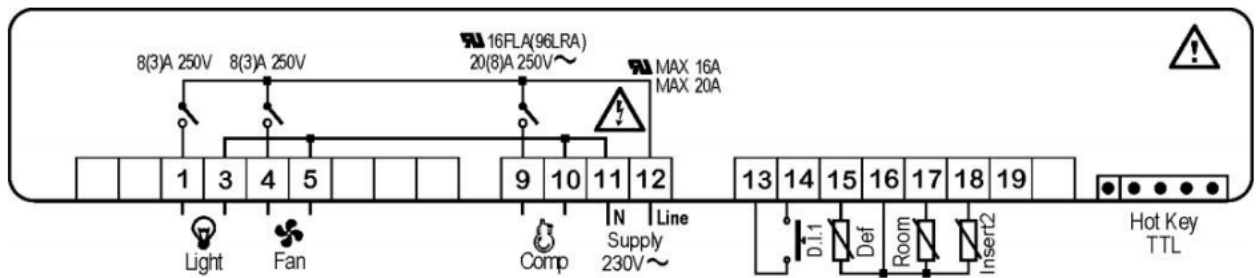 8(3)A 250V 8(3)A 250V
16FLA(96LRA)
20(8)A 250V～
MAX 16A
MAX 20A
1 3 4 5 9 10 11 12 13 14 15 16 17 18 19
N Line
Light Fan Comp
Supply
230V～
D.I.1 Def Room Insert2
Hot Key
TTL